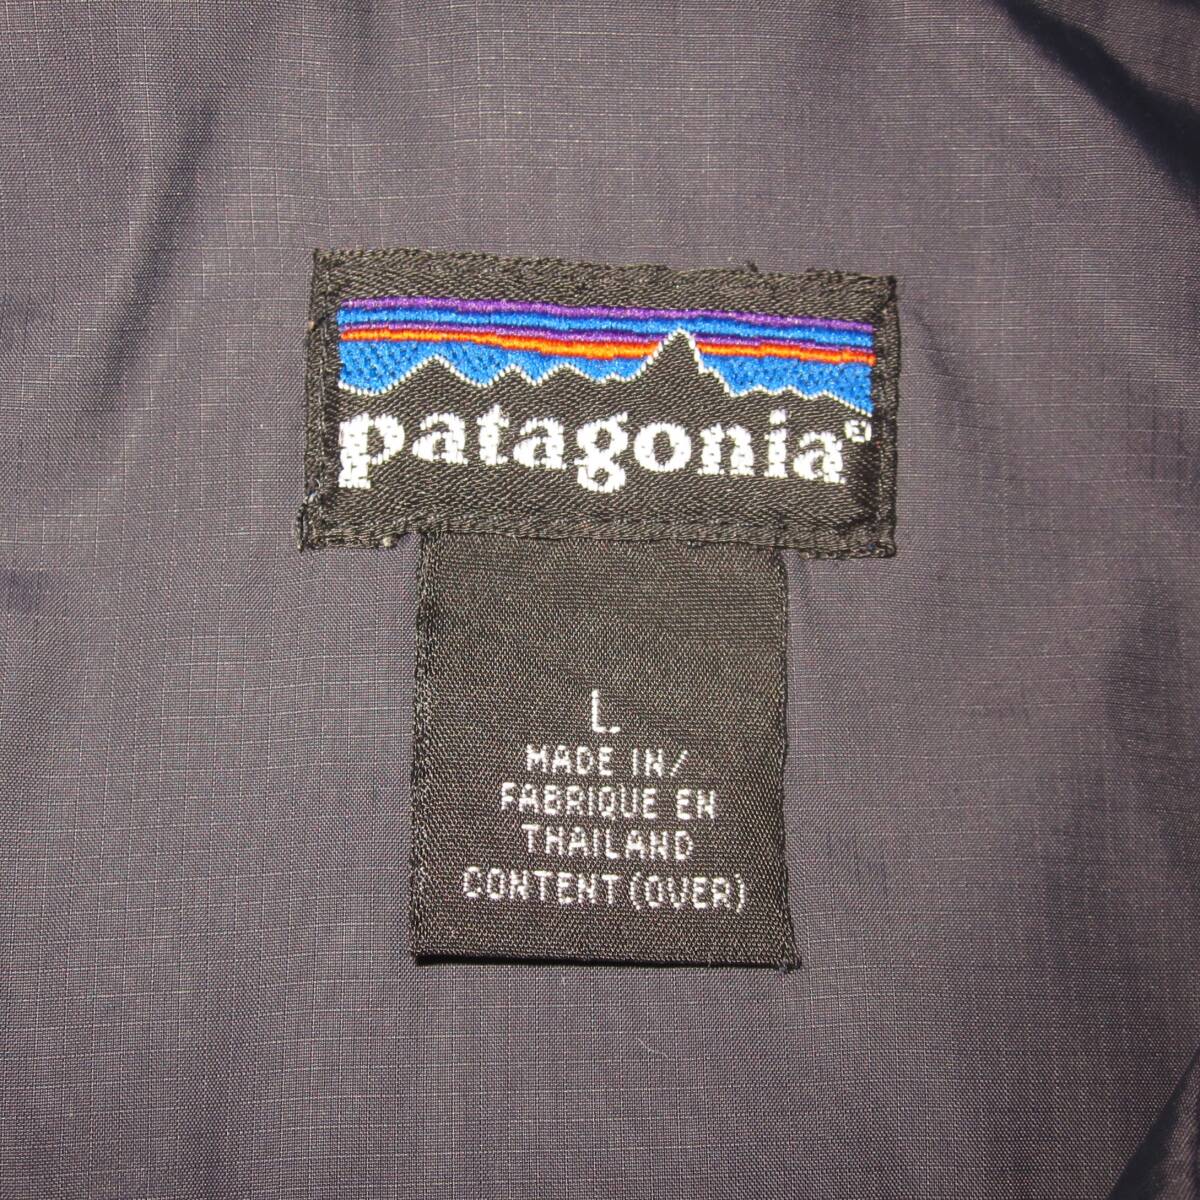 patagonia®
L
MADE IN/
FABRIQUE EN
THAILAND
CONTENT (OVER)